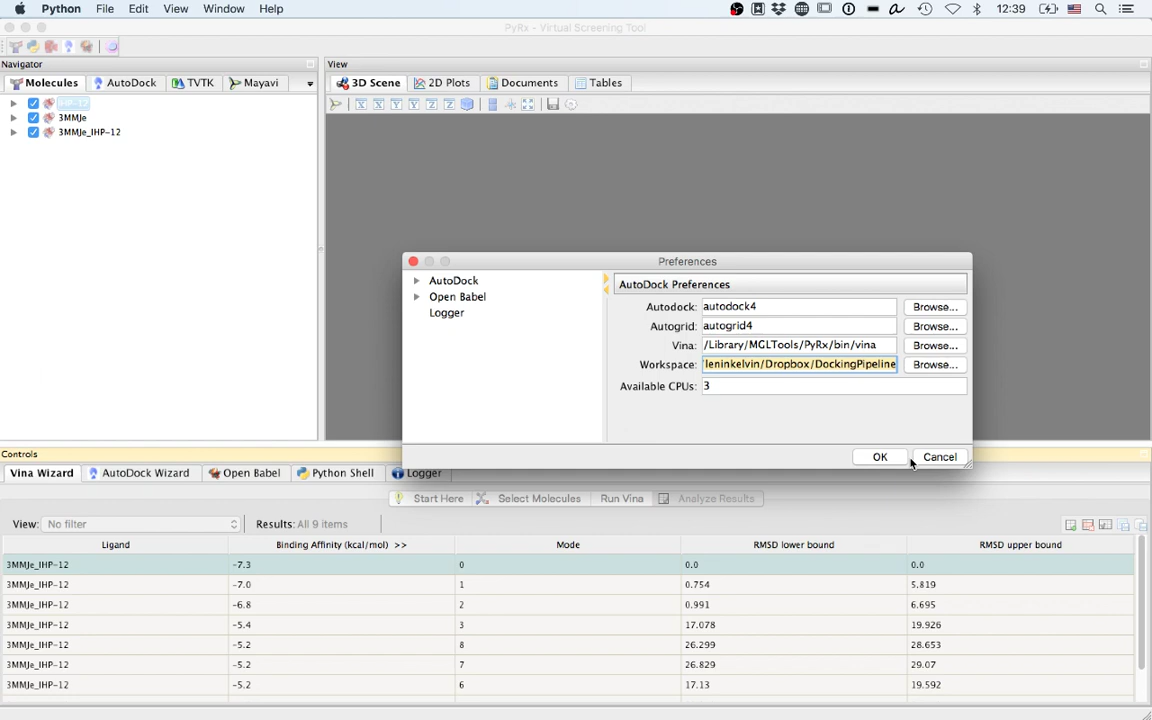 Python File Edit View Window Help 12:39
PyRx - Virtual Screening Tool
Navigator
View
Molecules AutoDock TVTK Mayavi
3D Scene 2D Plots Documents Tables
IHP-12
3MMJe
3MMJe_IHP-12
Preferences
AutoDock
Open Babel
Logger
AutoDock Preferences
Autodock: autodock4 Browse...
Autogrid: autogrid4 Browse...
Vina: /Library/MGLTools/PyRx/bin/vina Browse...
Workspace: leninkelvin/Dropbox/DockingPipeline Browse...
Available CPUs: 3
OK Cancel
Controls
Vina Wizard AutoDock Wizard Open Babel Python Shell Logger
Start Here Select Molecules Run Vina Analyze Results
View: No filter Results: All 9 items
Ligand Binding Affinity (kcal/mol) >> Mode RMSD lower bound RMSD upper bound
3MMJe_IHP-12 -7.3 0 0.0 0.0
3MMJe_IHP-12 -7.0 1 0.754 5.819
3MMJe_IHP-12 -6.8 2 0.991 6.695
3MMJe_IHP-12 -5.4 3 17.078 19.926
3MMJe_IHP-12 -5.2 8 26.299 28.653
3MMJe_IHP-12 -5.2 7 26.829 29.07
3MMJe_IHP-12 -5.2 6 17.13 19.592